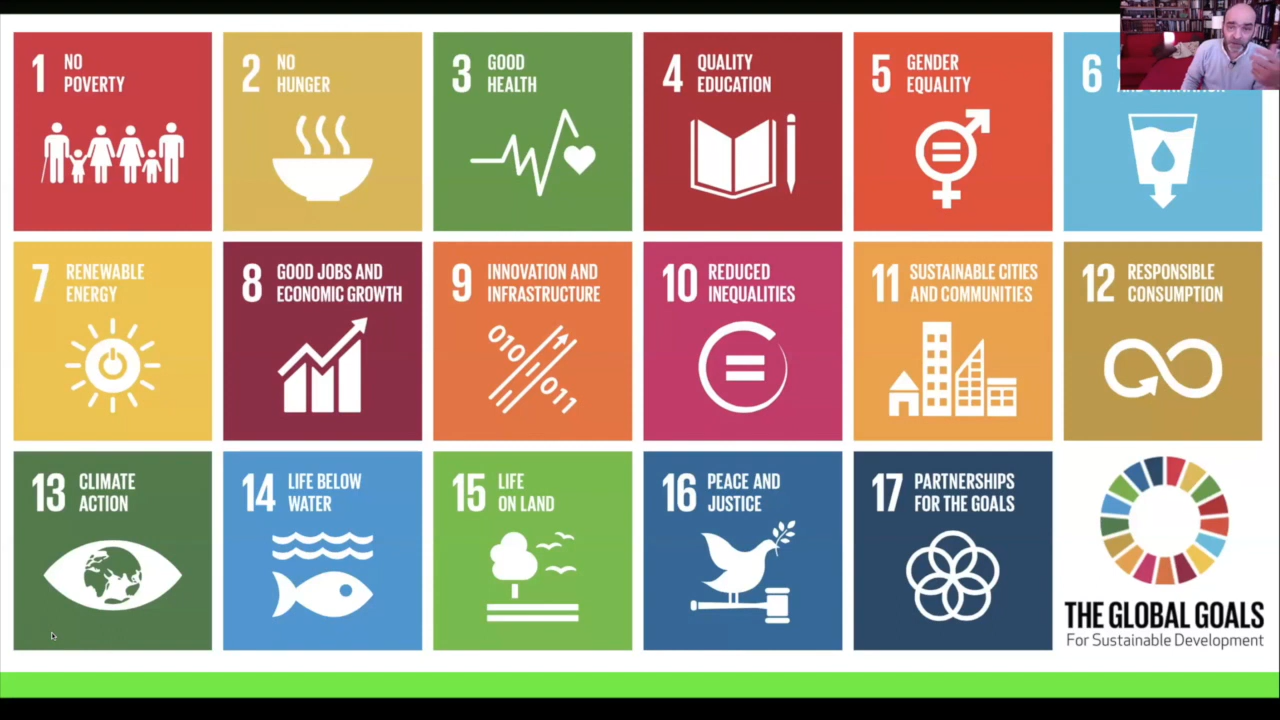 1 NO
POVERTY
2 NO
HUNGER
3 GOOD
HEALTH
4 QUALITY
EDUCATION
5 GENDER
EQUALITY
6
7 RENEWABLE
ENERGY
8 GOOD JOBS AND
ECONOMIC GROWTH
9 INNOVATION AND
INFRASTRUCTURE
010
011
10 REDUCED
INEQUALITIES
11 SUSTAINABLE CITIES
AND COMMUNITIES
12 RESPONSIBLE
CONSUMPTION
13 CLIMATE
ACTION
14 LIFE BELOW
WATER
15 LIFE
ON LAND
16 PEACE AND
JUSTICE
17 PARTNERSHIPS
FOR THE GOALS
THE GLOBAL GOALS
For Sustainable Development